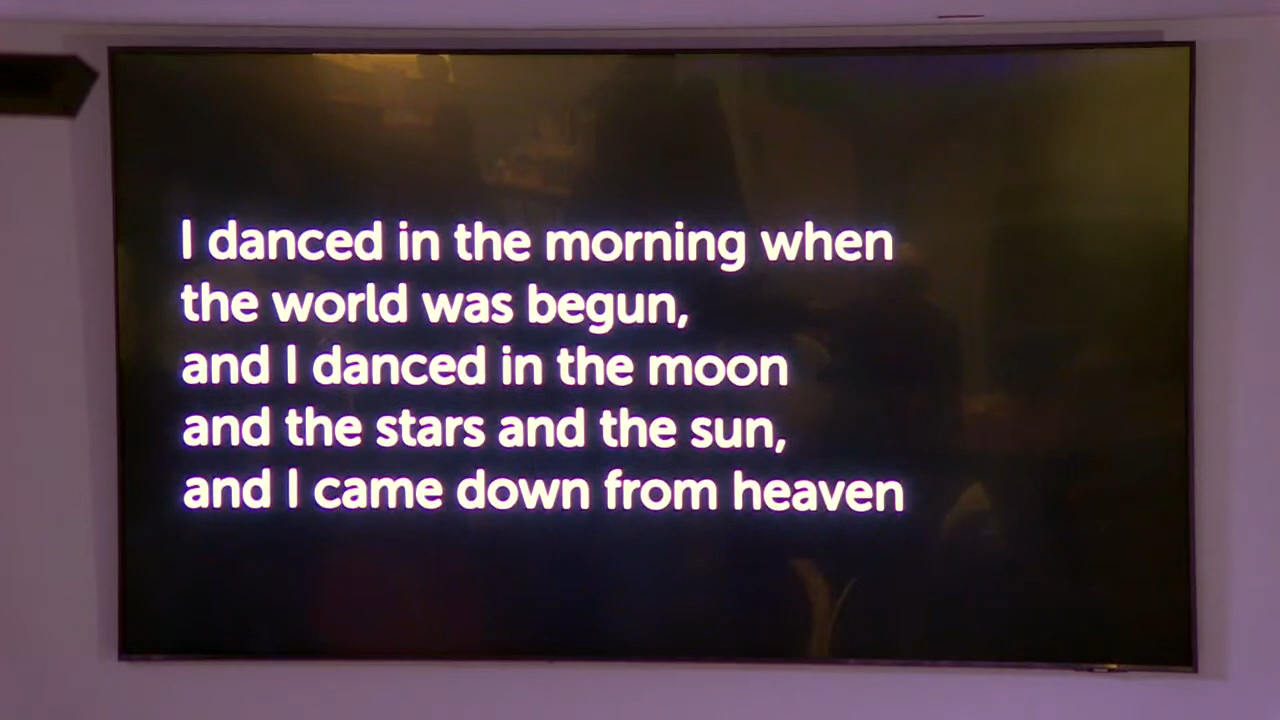 I danced in the morning when
the world was begun,
and I danced in the moon
and the stars and the sun,
and I came down from heaven